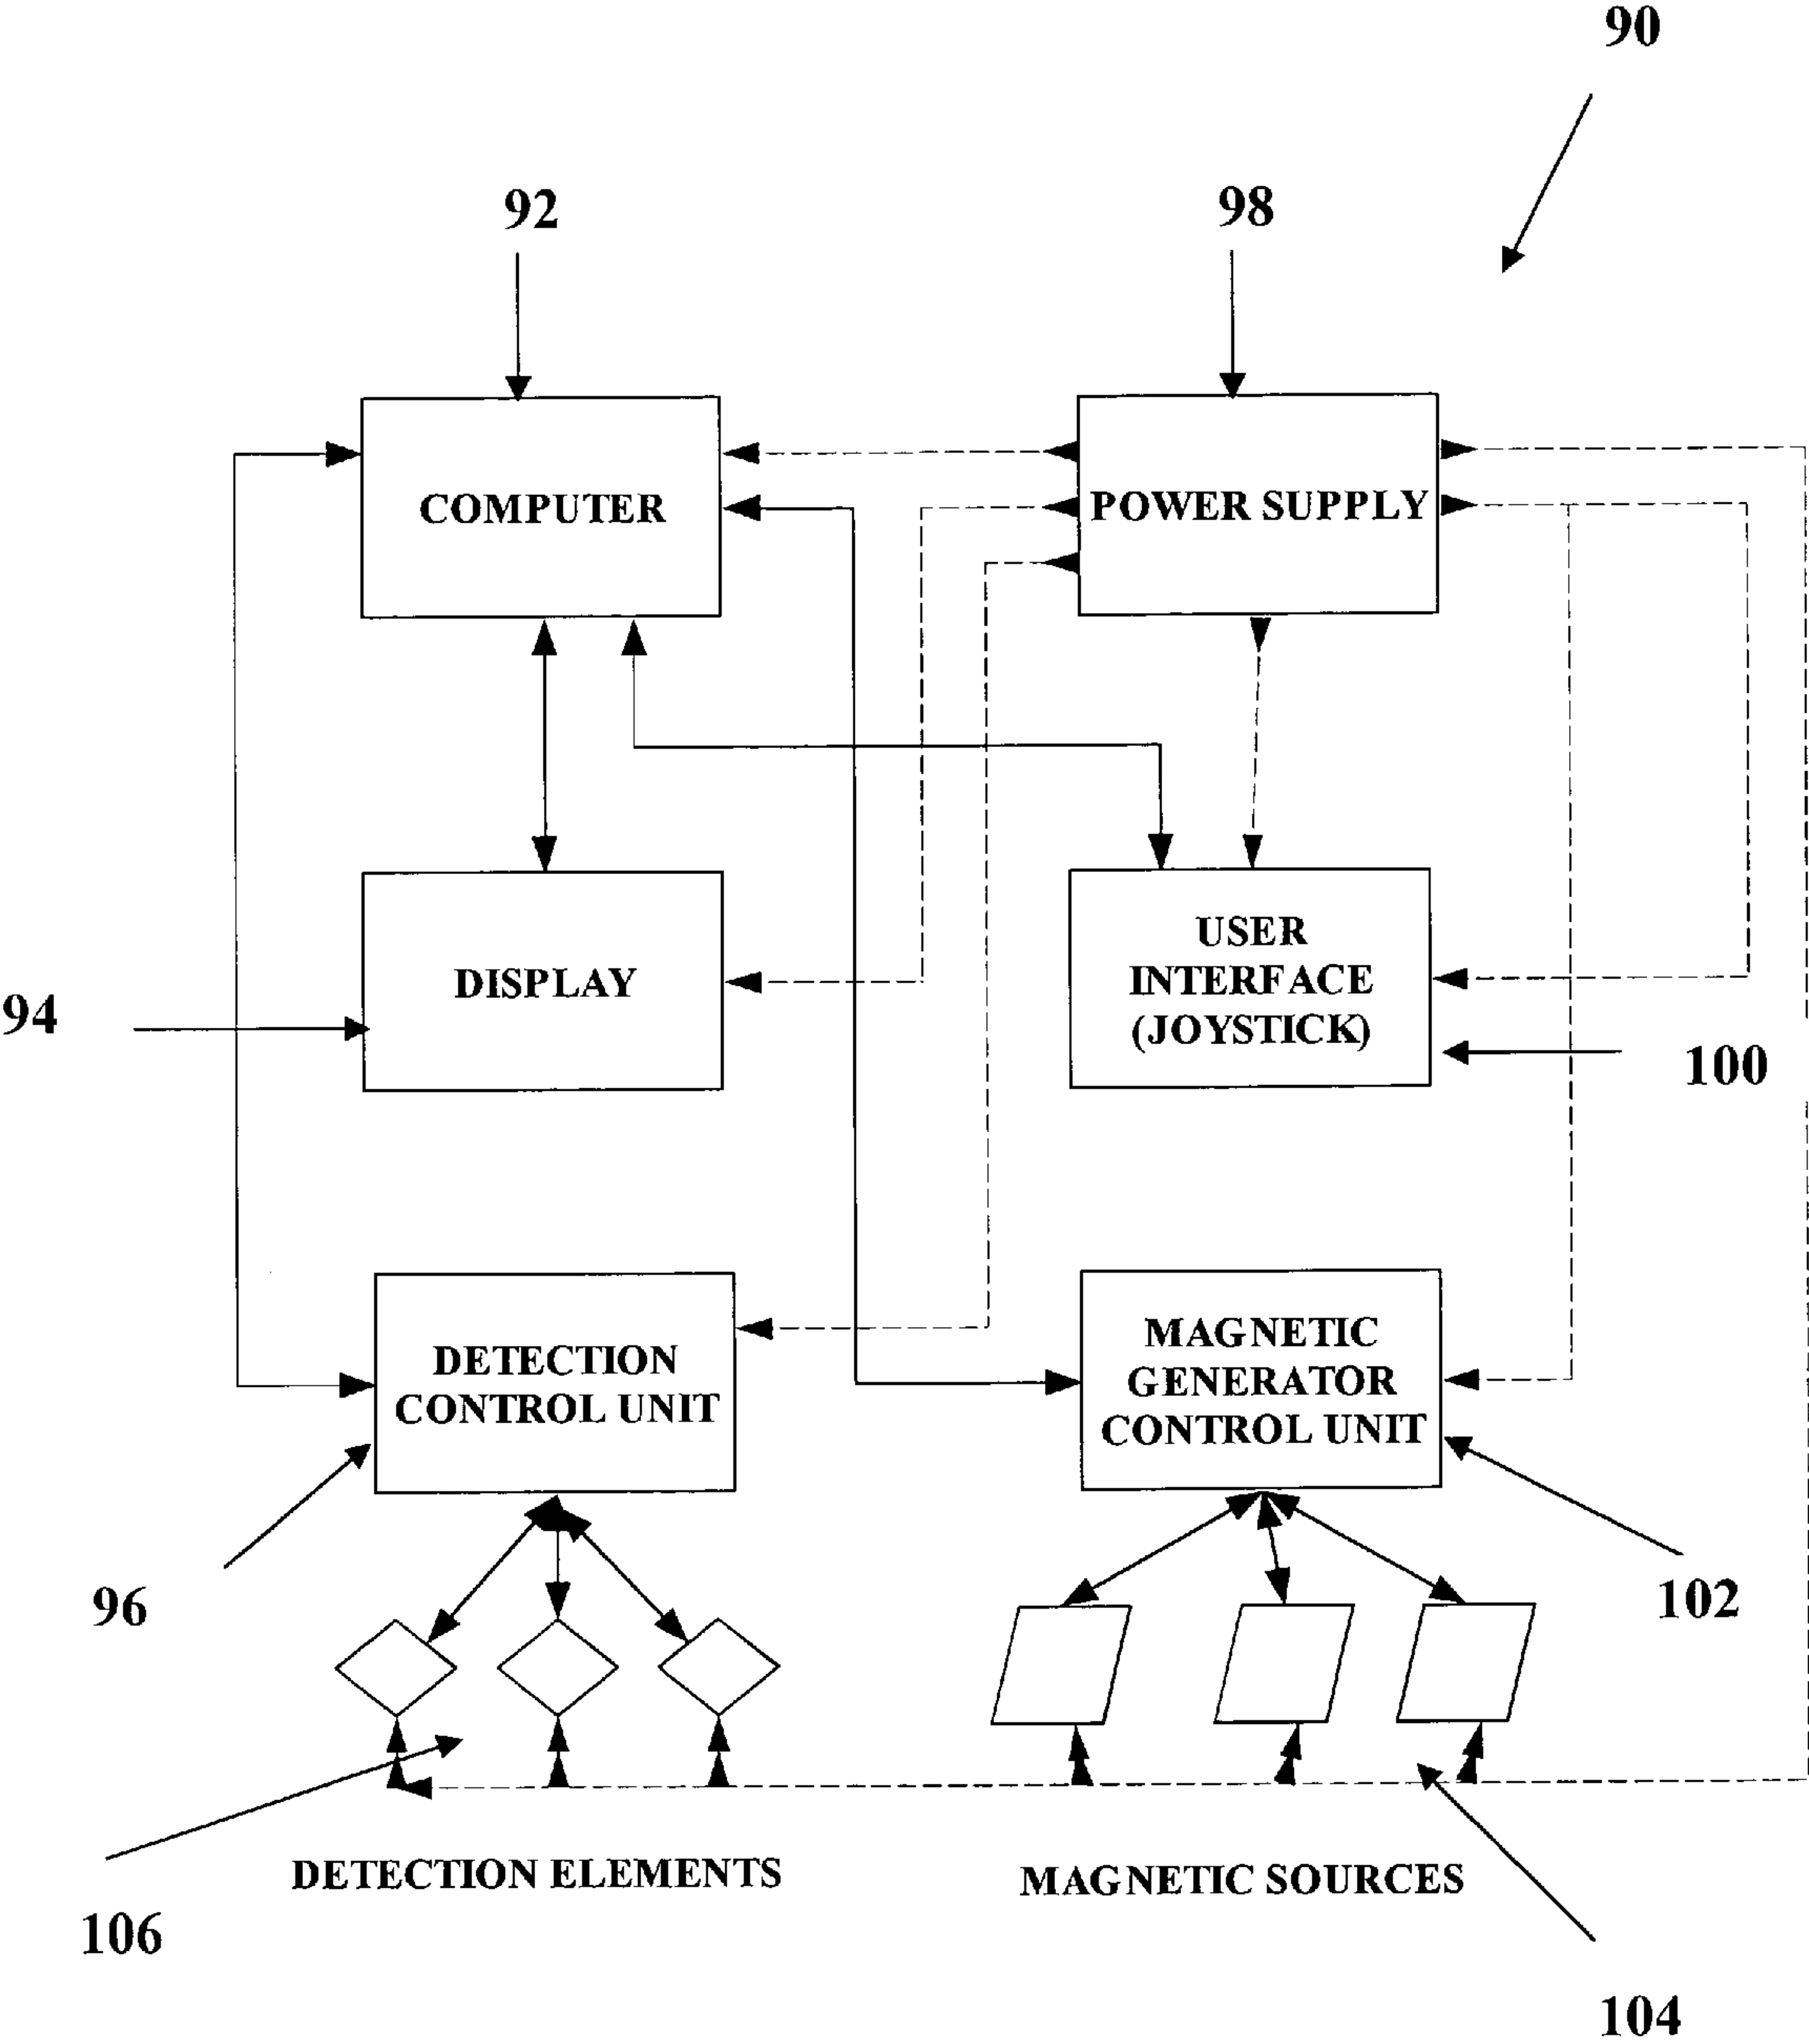 90
92
98
COMPUTER
POWER SUPPLY
DISPLAY
USER
INTERFACE
(JOYSTICK)
94
100
DETECTION
CONTROL UNIT
MAGNETIC
GENERATOR
CONTROL UNIT
96
102
DETECTION ELEMENTS
MAGNETIC SOURCES
106
104